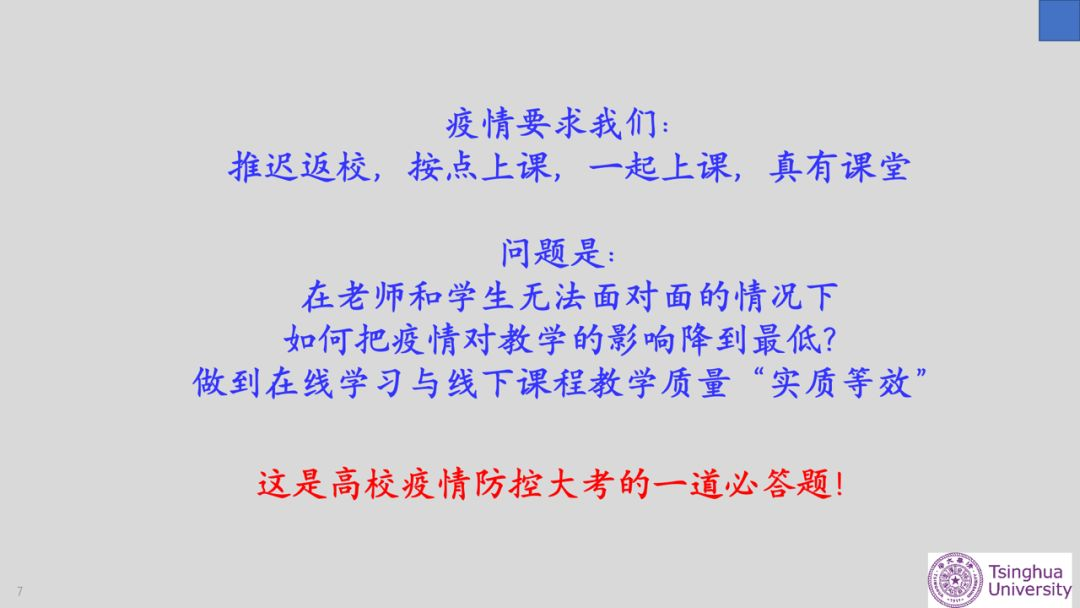 疫情要求我们：
推迟返校，按点上课，一起上课，真有课堂
问题是：
在老师和学生无法面对面的情况下
如何把疫情对教学的影响降到最低？
做到在线学习与线下课程教学质量“实质等效”
这是高校疫情防控大考的一道必答题！
7
Tsinghua
University